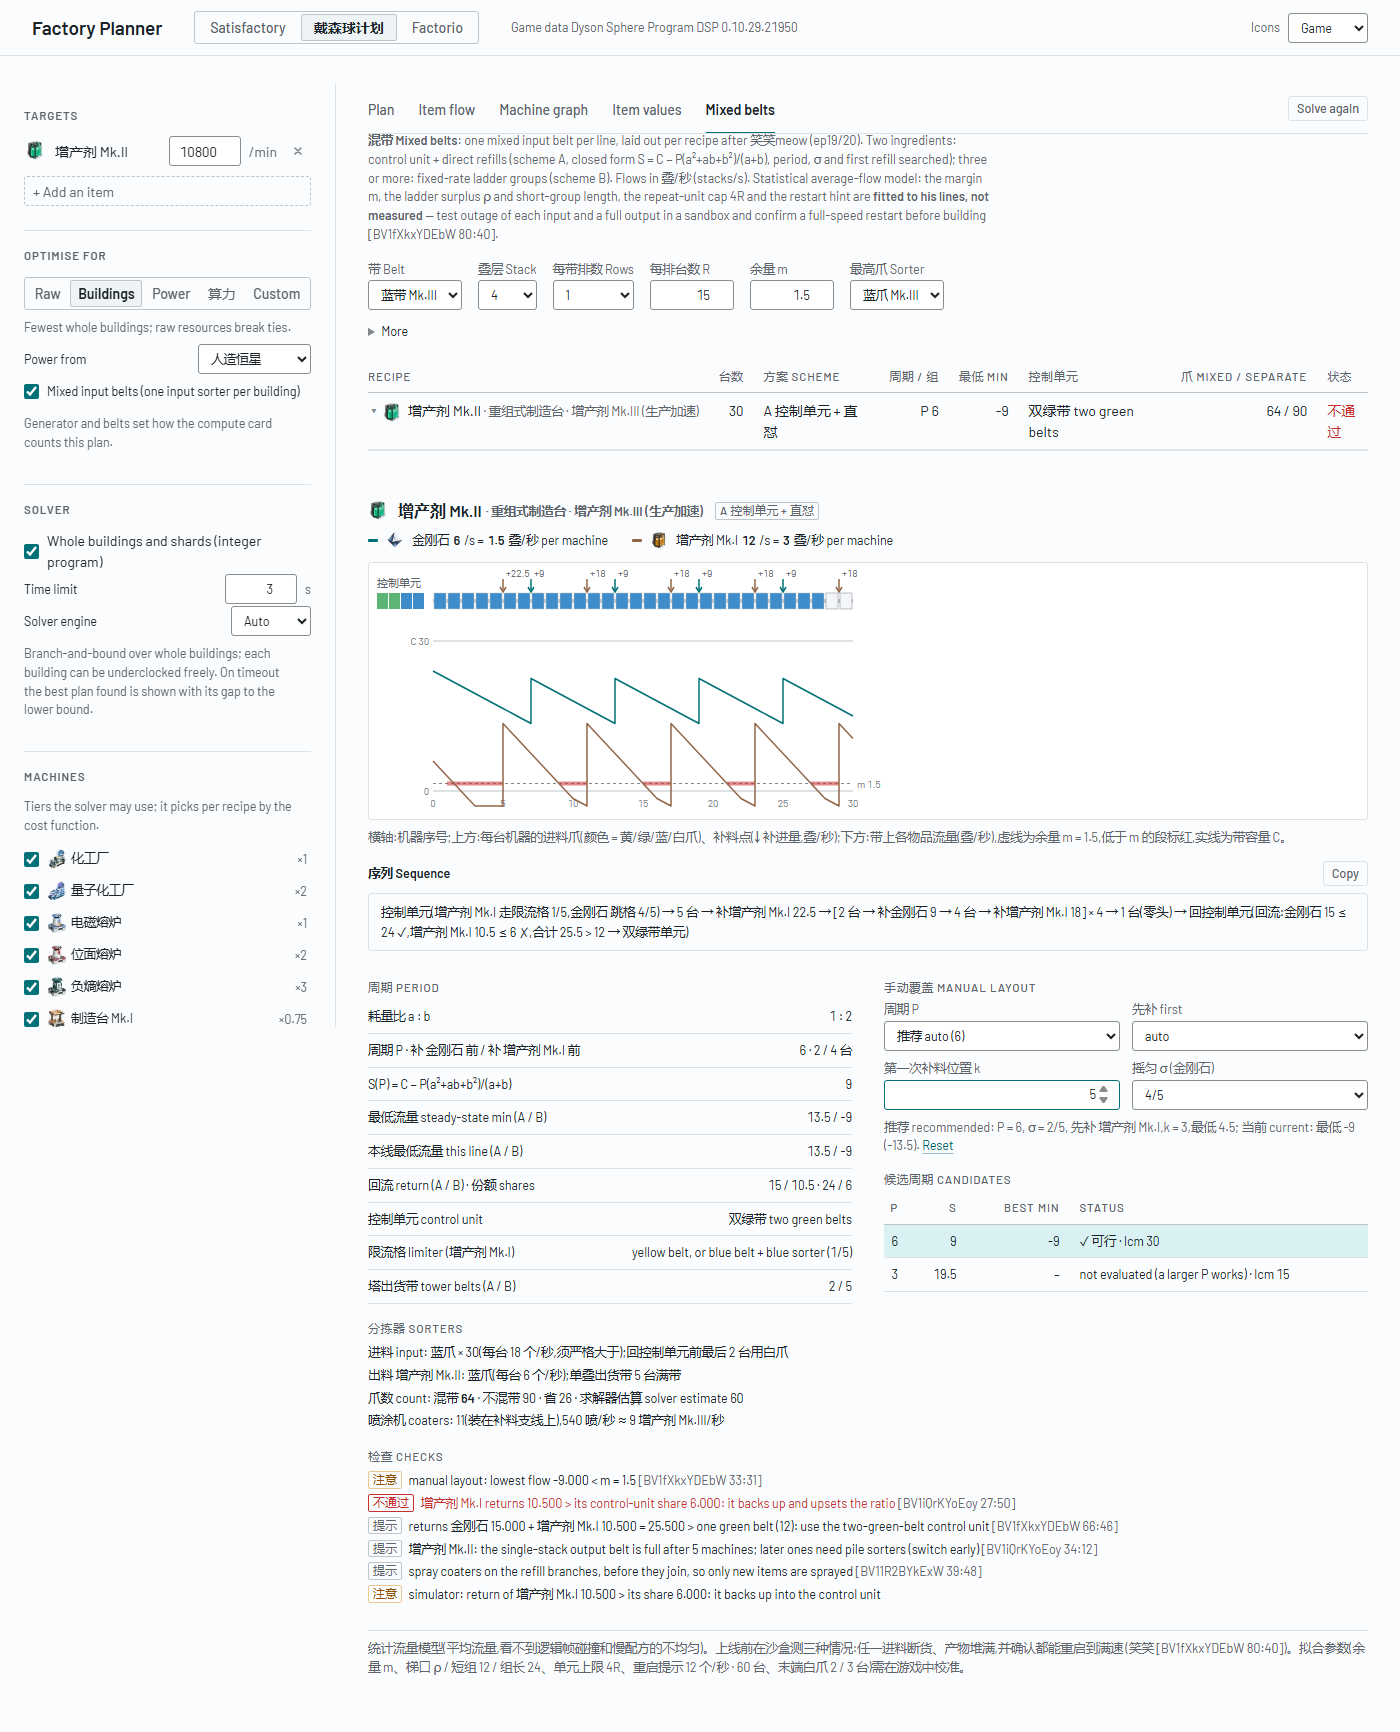 Factory Planner
Satisfactory 戴森球计划 Factorio
Game data Dyson Sphere Program DSP 0.10.29.21950
Icons Game
TARGETS
增产剂 Mk.II 10800 /min ×
+ Add an item
OPTIMISE FOR
Raw Buildings Power 算力 Custom
Fewest whole buildings; raw resources break ties.
Power from 人造恒星
Mixed input belts (one input sorter per building)
Generator and belts set how the compute card
counts this plan.
SOLVER
Whole buildings and shards (integer
program)
Time limit 3 s
Solver engine Auto
Branch-and-bound over whole buildings; each
building can be underclocked freely. On timeout
the best plan found is shown with its gap to the
lower bound.
MACHINES
Tiers the solver may use; it picks per recipe by the
cost function.
化工厂 ×1
量子化工厂 ×2
电磁熔炉 ×1
位面熔炉 ×2
负熵熔炉 ×3
制造台 Mk.I ×0.75
Plan Item flow Machine graph Item values Mixed belts
Solve again
混带 Mixed belts: one mixed input belt per line, laid out per recipe after 笑笑meow (ep19/20). Two ingredients:
control unit + direct refills (scheme A, closed form S = C − P(a²+ab+b²)/(a+b), period, σ and first refill searched); three
or more: fixed-rate ladder groups (scheme B). Flows in 叠/秒 (stacks/s). Statistical average-flow model: the margin
m, the ladder surplus ρ and short-group length, the repeat-unit cap 4R and the restart hint are fitted to his lines, not
measured — test outage of each input and a full output in a sandbox and confirm a full-speed restart before building
[BV1fXkxYDEbW 80:40].
带 Belt 叠层 Stack 每带排数 Rows 每排台数 R 余量 m 最高爪 Sorter
蓝带 Mk.III 4 1 15 1.5 蓝爪 Mk.III
▶ More
RECIPE 台数 方案 SCHEME 周期 / 组 最低 MIN 控制单元 爪 MIXED / SEPARATE 状态
▼ 增产剂 Mk.II · 重组式制造台 · 增产剂 Mk.III (生产加速) 30 A 控制单元 + 直 P 6 -9 双绿带 two green 64 / 90 不通
怼 belts 过
增产剂 Mk.II · 重组式制造台 · 增产剂 Mk.III (生产加速) A 控制单元 + 直怼
金刚石 6 /s = 1.5 叠/秒 per machine 增产剂 Mk.I 12 /s = 3 叠/秒 per machine
+22.5 +9 +18 +9 +18 +9 +18 +9 +18
控制单元
C 30
m 1.5
0
0 5 10 15 20 25 30
横轴:机器序号;上方:每台机器的进料爪(颜色 = 黄/绿/蓝/白爪)、补料点(↓ 补进量,叠/秒);下方:带上各物品流量(叠/秒),虚线为余量 m = 1.5,低于 m 的段标红,实线为带容量 C。
序列 Sequence Copy
控制单元(增产剂 Mk.I 走限流格 1/5,金刚石 跳格 4/5) → 5 台 → 补增产剂 Mk.I 22.5 → [2 台 → 补金刚石 9 → 4 台 → 补增产剂 Mk.I 18] × 4 → 1 台(零头) → 回控制单元(回流:金刚石 15 ≤
24 ✓,增产剂 Mk.I 10.5 ≤ 6 ✗,合计 25.5 > 12 → 双绿带单元)
周期 PERIOD
耗量比 a : b 1 : 2
周期 P · 补 金刚石 前 / 补 增产剂 Mk.I 前 6 · 2 / 4 台
S(P) = C − P(a²+ab+b²)/(a+b) 9
最低流量 steady-state min (A / B) 13.5 / -9
本线最低流量 this line (A / B) 13.5 / -9
回流 return (A / B) · 份额 shares 15 / 10.5 · 24 / 6
控制单元 control unit 双绿带 two green belts
限流格 limiter (增产剂 Mk.I) yellow belt, or blue belt + blue sorter (1/5)
塔出货带 tower belts (A / B) 2 / 5
手动覆盖 MANUAL LAYOUT
周期 P 先补 first
推荐 auto (6) auto
第一次补料位置 k 摇匀 σ (金刚石)
5 4/5
推荐 recommended: P = 6, σ = 2/5, 先补 增产剂 Mk.I,k = 3,最低 4.5; 当前 current: 最低 -9
(-13.5). Reset
候选周期 CANDIDATES
P S BEST MIN STATUS
6 9 -9 ✓ 可行 · lcm 30
3 19.5 – not evaluated (a larger P works) · lcm 15
分拣器 SORTERS
进料 input: 蓝爪 × 30(每台 18 个/秒,须严格大于);回控制单元前最后 2 台用白爪
出料 增产剂 Mk.II: 蓝爪(每台 6 个/秒);单叠出货带 5 台满带
爪数 count: 混带 64 · 不混带 90 · 省 26 · 求解器估算 solver estimate 60
喷涂机 coaters: 11(装在补料支线上),540 喷/秒 ≈ 9 增产剂 Mk.III/秒
检查 CHECKS
注意 manual layout: lowest flow -9.000 < m = 1.5 [BV1fXkxYDEbW 33:31]
不通过 增产剂 Mk.I returns 10.500 > its control-unit share 6.000: it backs up and upsets the ratio [BV1iQrKYoEoy 27:50]
提示 returns 金刚石 15.000 + 增产剂 Mk.I 10.500 = 25.500 > one green belt (12): use the two-green-belt control unit [BV1fXkxYDEbW 66:46]
提示 增产剂 Mk.II: the single-stack output belt is full after 5 machines; later ones need pile sorters (switch early) [BV1iQrKYoEoy 34:12]
提示 spray coaters on the refill branches, before they join, so only new items are sprayed [BV11R2BYkExW 39:48]
注意 simulator: return of 增产剂 Mk.I 10.500 > its share 6.000: it backs up into the control unit
统计流量模型(平均流量,看不到逻辑帧碰撞和慢配方的不均匀)。上线前在沙盒测三种情况:任一进料断货、产物堆满,并确认都能重启到满速 (笑笑 [BV1fXkxYDEbW 80:40])。拟合参数(余
量 m、梯口 ρ / 短组 12 / 组长 24、单元上限 4R、重启提示 12 个/秒 · 60 台、末端白爪 2 / 3 台)需在游戏中校准。